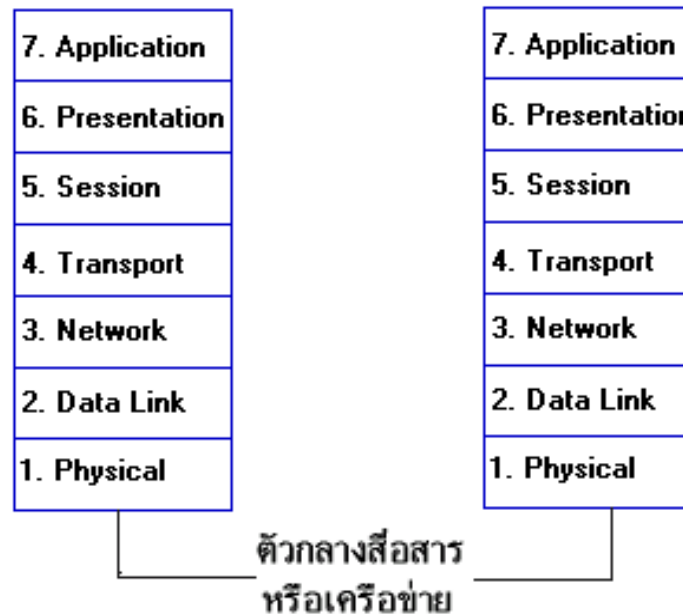 7. Application
6. Presentation
5. Session
4. Transport
3. Network
2. Data Link
1. Physical
7. Application
6. Presentation
5. Session
4. Transport
3. Network
2. Data Link
1. Physical
ตัวกลางสื่อสาร
หรือเครือข่าย